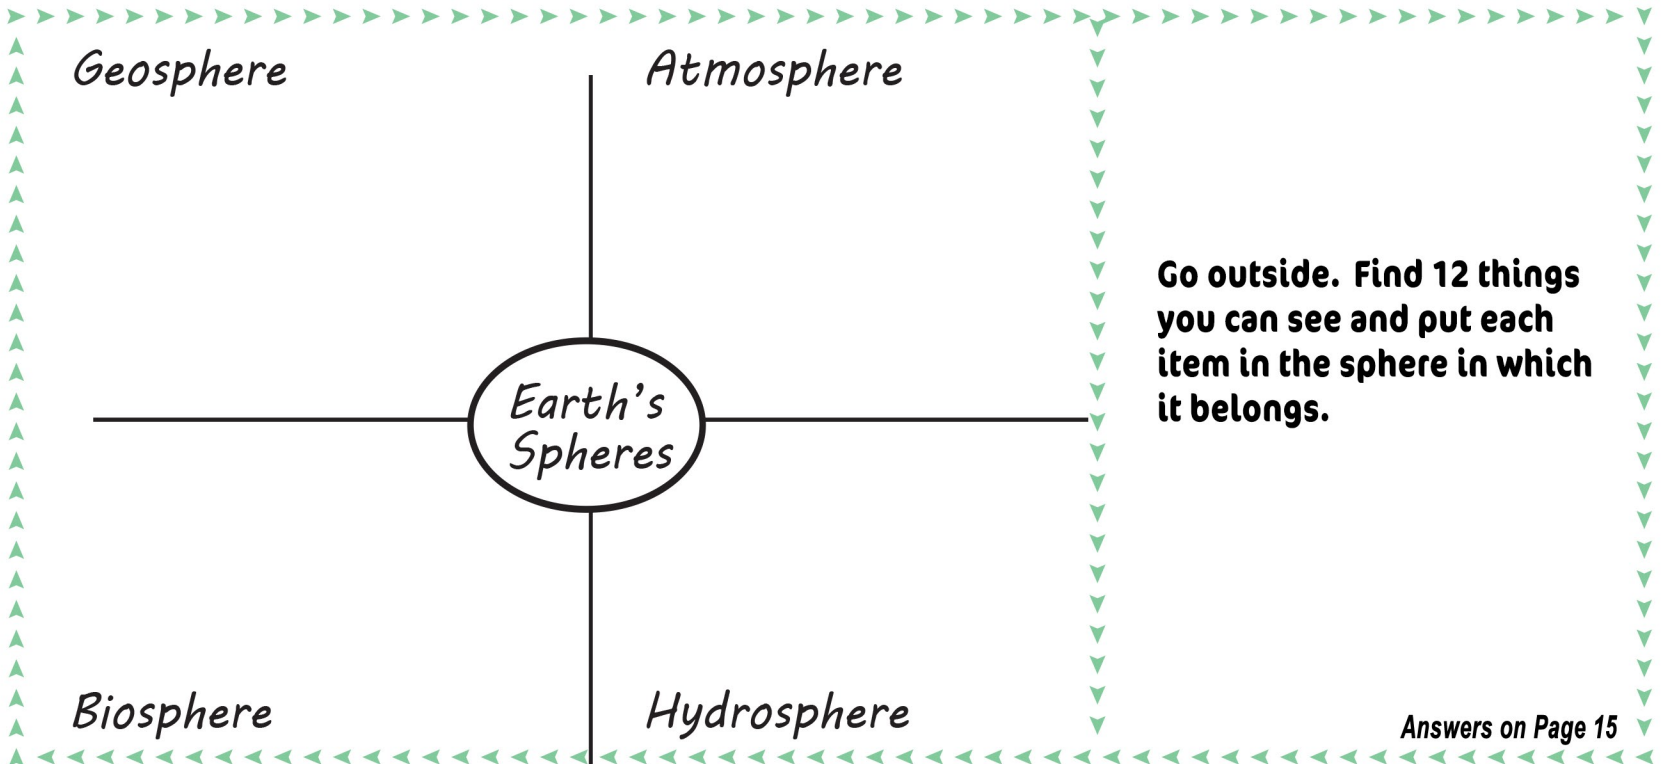 Geosphere
Atmosphere
Earth's
Spheres
Biosphere
Hydrosphere
Go outside.  Find 12 things
you can see and put each
item in the sphere in which
it belongs.
Answers on Page 15